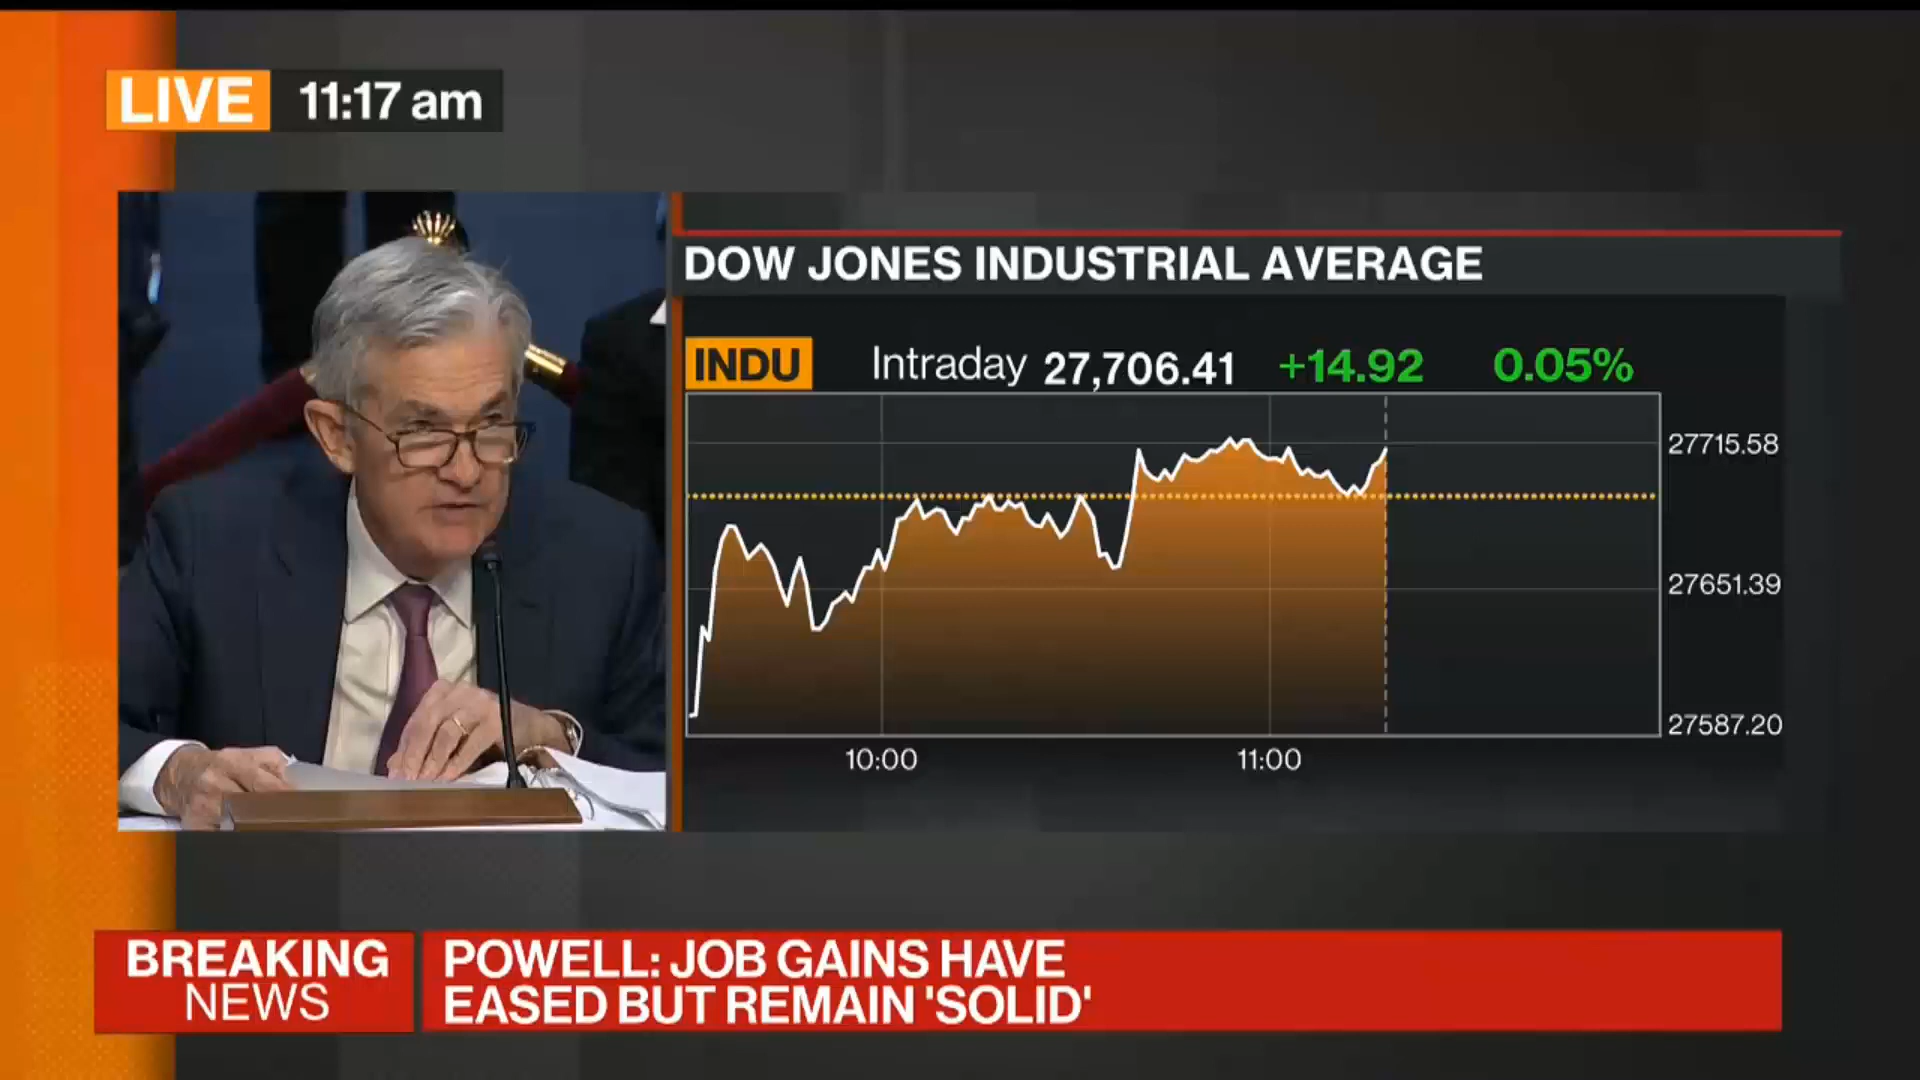 LIVE 11:17 am
DOW JONES INDUSTRIAL AVERAGE
INDU Intraday 27,706.41 +14.92 0.05%
27715.58
27651.39
27587.20
10:00 11:00
BREAKING
NEWS
POWELL: JOB GAINS HAVE
EASED BUT REMAIN 'SOLID'